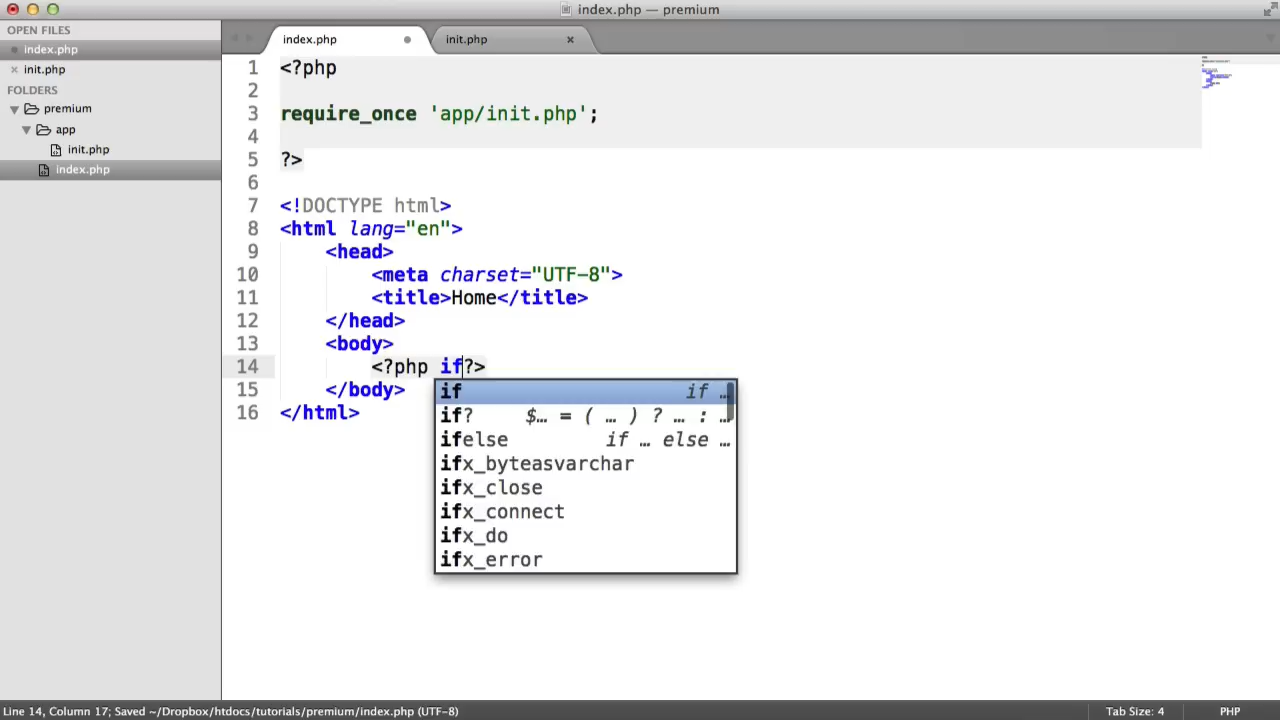 index.php — premium
OPEN FILES
index.php
init.php
FOLDERS
premium
app
init.php
index.php
index.php
init.php
1 <?php
2
3 require_once 'app/init.php';
4
5 ?>
6
7 <!DOCTYPE html>
8 <html lang="en">
9 <head>
10 <meta charset="UTF-8">
11 <title>Home</title>
12 </head>
13 <body>
14 <?php if?>
15 </body>
16 </html>
if if …
if? $… = ( … ) ? … : …
ifelse if … else …
ifx_byteasvarchar
ifx_close
ifx_connect
ifx_do
ifx_error
Line 14, Column 17; Saved ~/Dropbox/htdocs/tutorials/premium/index.php (UTF-8)
Tab Size: 4
PHP